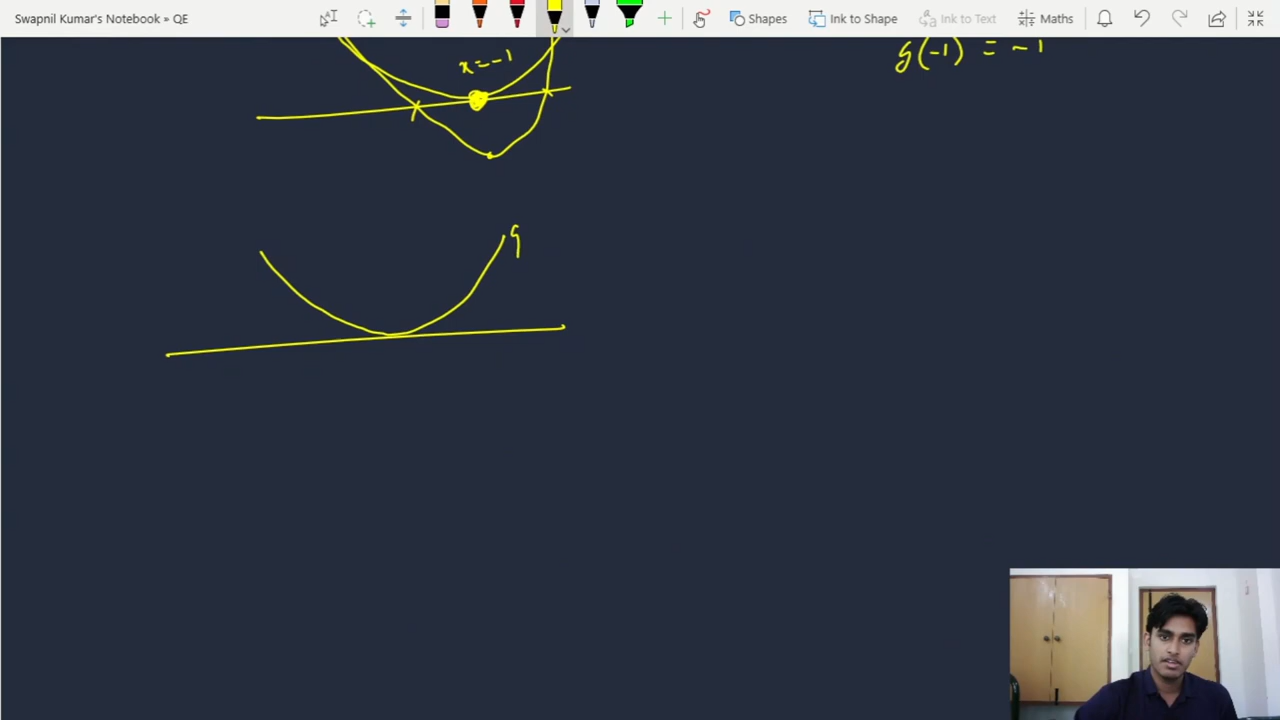 Swapnil Kumar's Notebook » QE
Shapes
Ink to Shape
Ink to Text
Maths
x=-1
g(-1) = -1
g